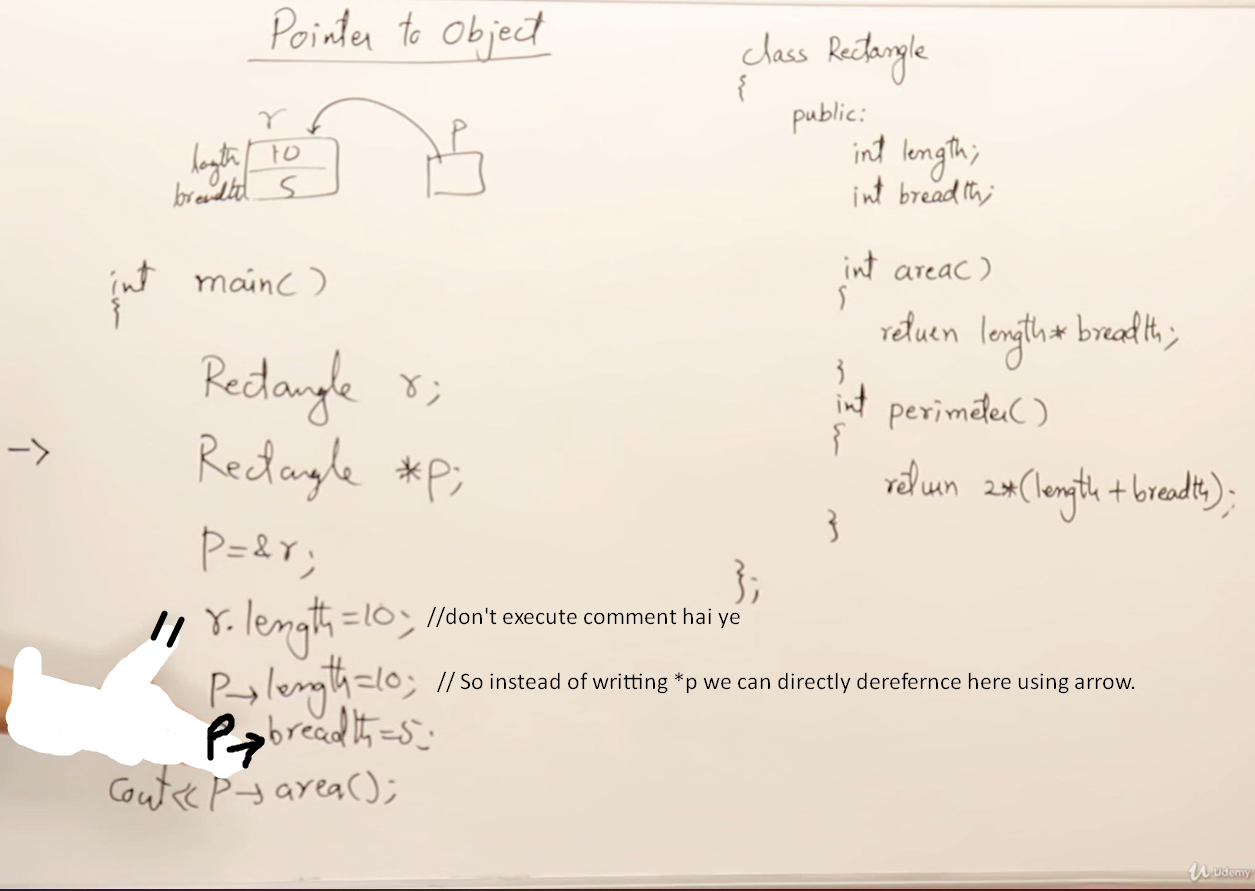 Pointer to Object
r
length 10
breadth 5
p
int main()
{
Rectangle r;
-> Rectangle *p;
p=&r;
// r.length=10; //don't execute comment hai ye
p->length=10; // So instead of writting *p we can directly derefernce here using arrow.
p->breadth=5;
cout<< p->area();
class Rectangle
{
public:
int length;
int breadth;
int area()
{
return length*breadth;
}
int perimeter()
{
return 2*(length+breadth);
}
};
Udemy